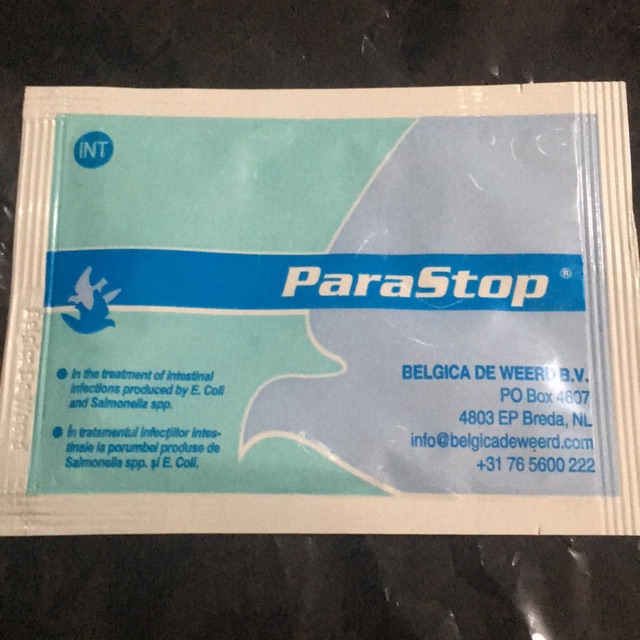 INT
ParaStop®
In the treatment of intestinal
infections produced by E. Coli
and Salmonella spp.
In tratamentul infecţiilor intes-
tinale la porumbei produse de
Salmonella spp. şi E. Coli.
BELGICA DE WEERD B.V.
PO Box 4607
4803 EP Breda, NL
info@belgicadeweerd.com
+31 76 5600 222